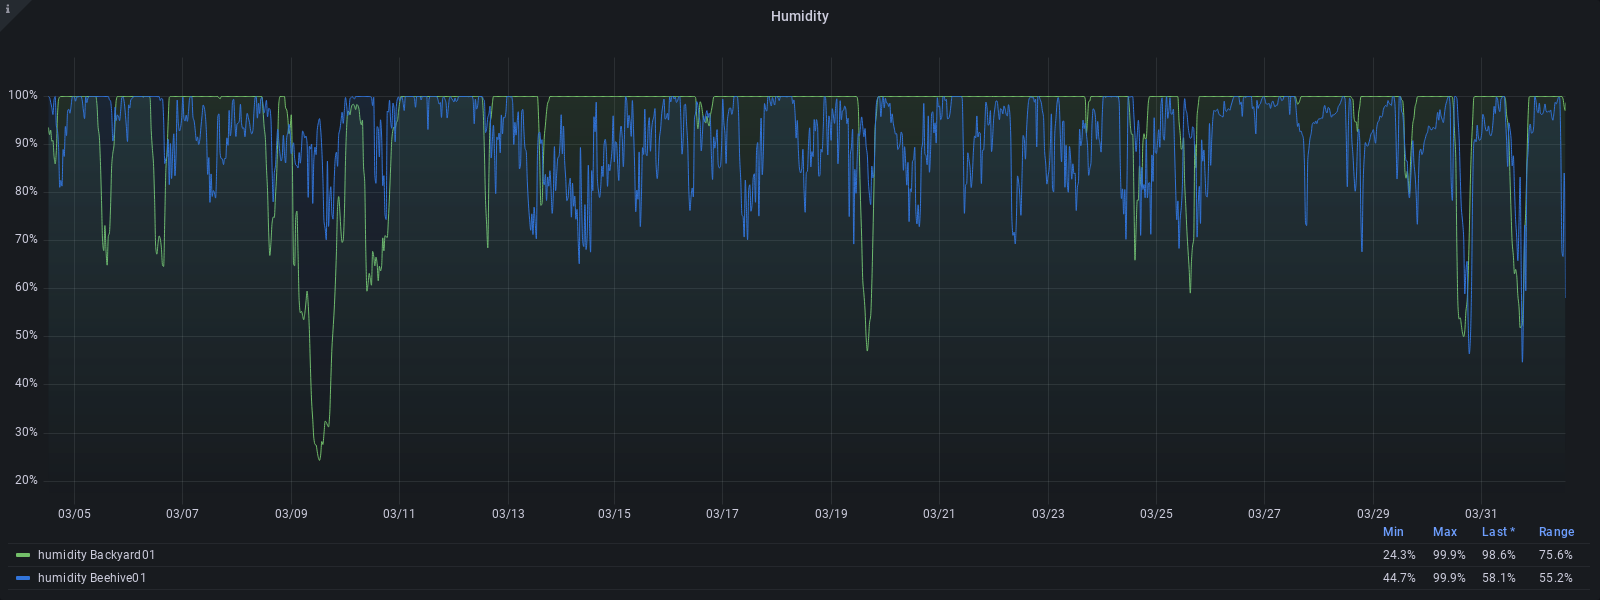 i
Humidity
100%
90%
80%
70%
60%
50%
40%
30%
20%
03/05 03/07 03/09 03/11 03/13 03/15 03/17 03/19 03/21 03/23 03/25 03/27 03/29 03/31
Min Max Last * Range
humidity Backyard01 24.3% 99.9% 98.6% 75.6%
humidity Beehive01 44.7% 99.9% 58.1% 55.2%